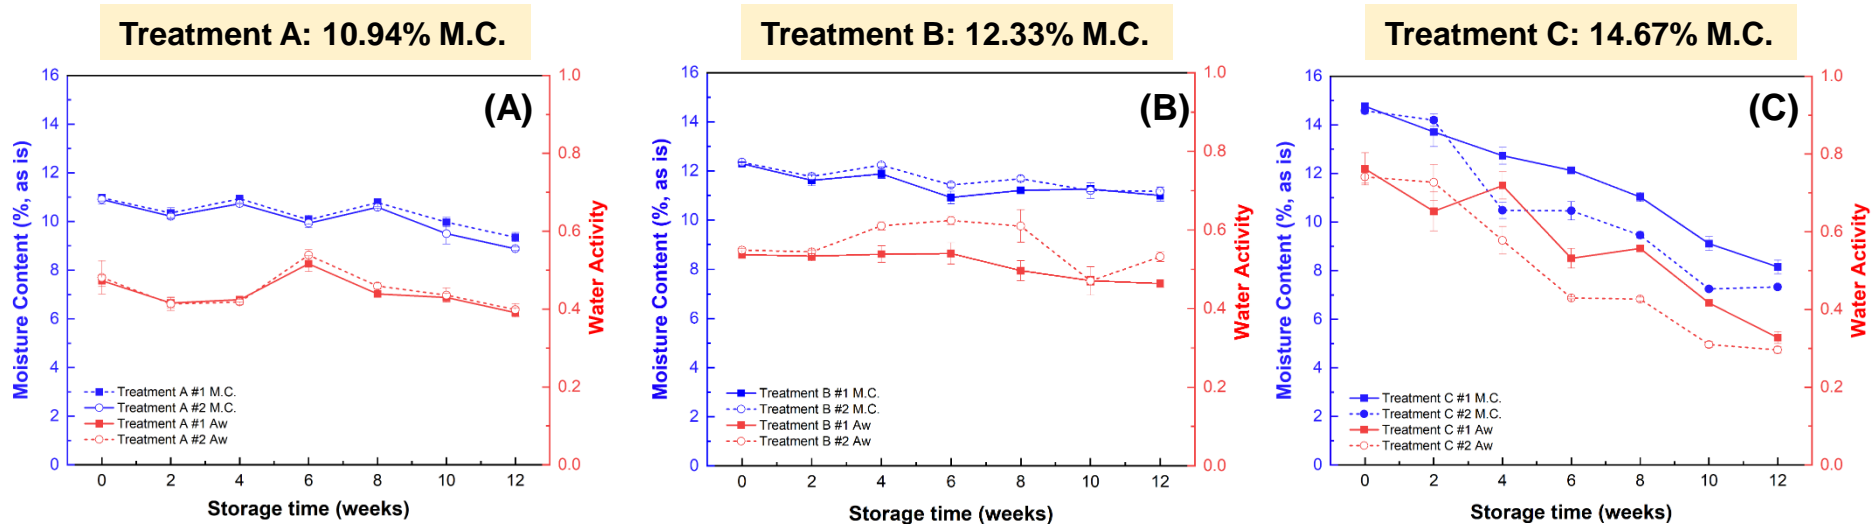 Treatment A: 10.94% M.C.
(A)
Moisture Content (%, as is)
16
14
12
10
8
6
4
2
0
1.0
0.8
0.6
0.4
0.2
0.0
Water Activity
Treatment A #1 M.C.
Treatment A #2 M.C.
Treatment A #1 Aw
Treatment A #2 Aw
0 2 4 6 8 10 12
Storage time (weeks)
Treatment B: 12.33% M.C.
(B)
Moisture Content (%, as is)
16
14
12
10
8
6
4
2
0
1.0
0.8
0.6
0.4
0.2
0.0
Water Activity
Treatment B #1 M.C.
Treatment B #2 M.C.
Treatment B #1 Aw
Treatment B #2 Aw
0 2 4 6 8 10 12
Storage time (weeks)
Treatment C: 14.67% M.C.
(C)
Moisture Content (%, as is)
16
14
12
10
8
6
4
2
0
1.0
0.8
0.6
0.4
0.2
0.0
Water Activity
Treatment C #1 M.C.
Treatment C #2 M.C.
Treatment C #1 Aw
Treatment C #2 Aw
0 2 4 6 8 10 12
Storage time (weeks)